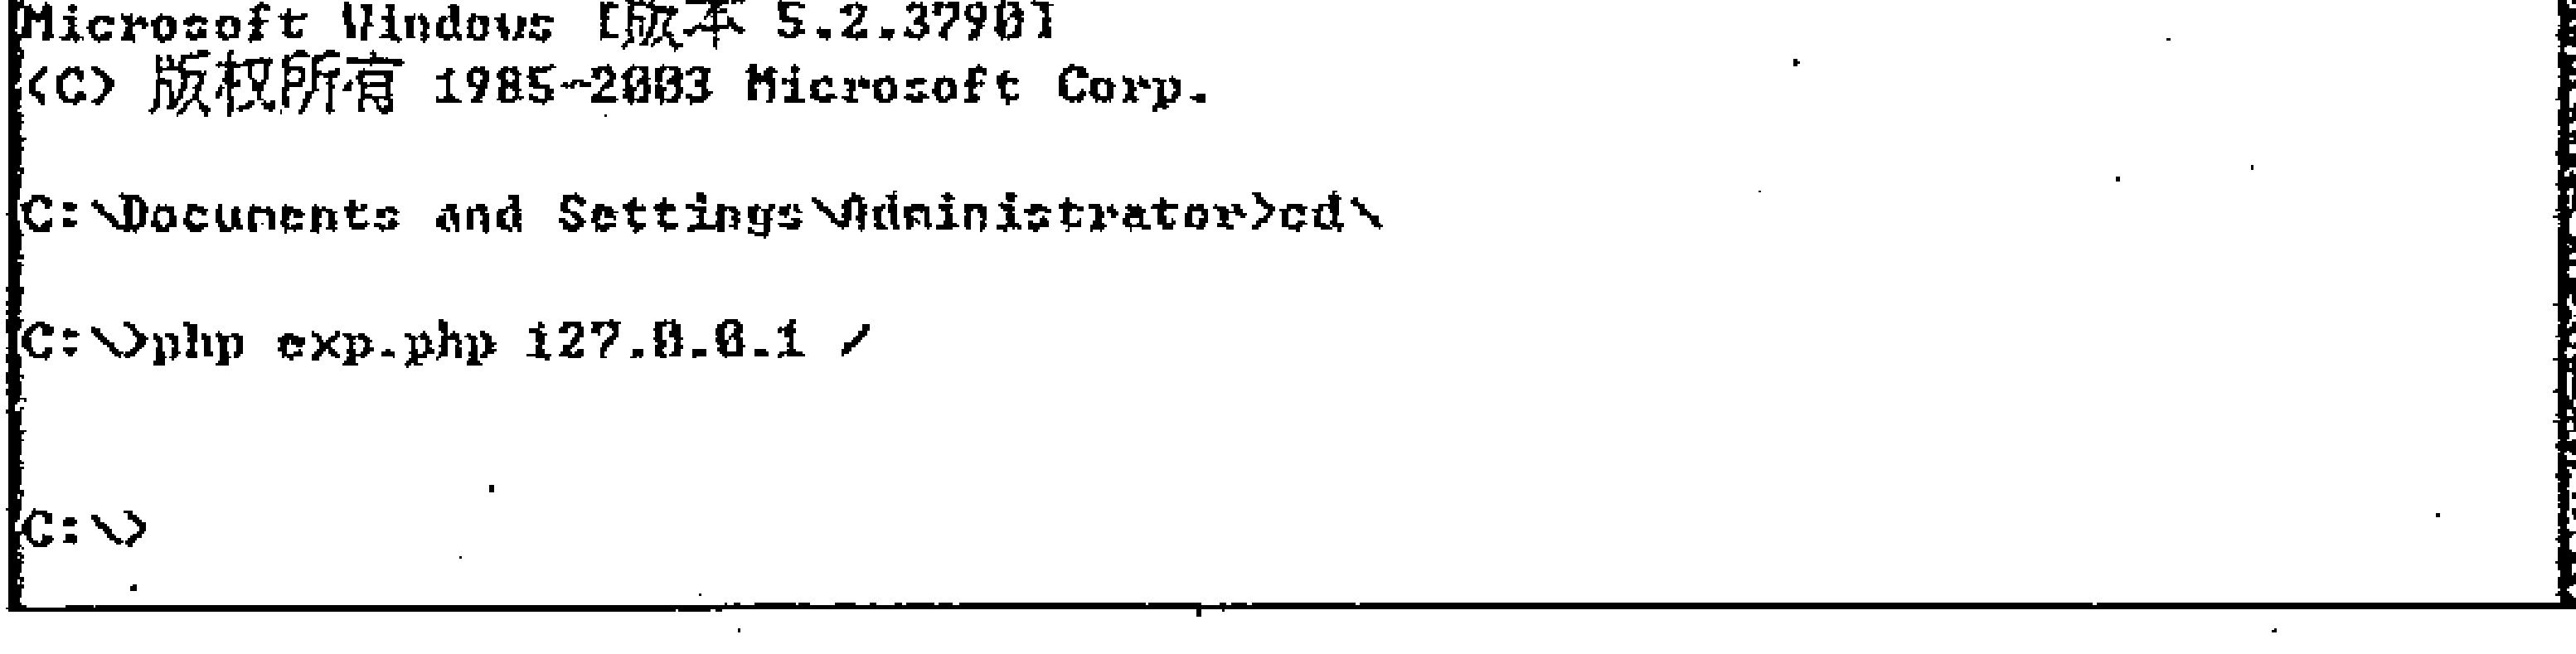 Microsoft Windows [版本 5.2.3790]
(C) 版权所有 1985-2003 Microsoft Corp.
C:\Documents and Settings\Administrator>cd\
C:\>php exp.php 127.0.0.1 /
C:\>